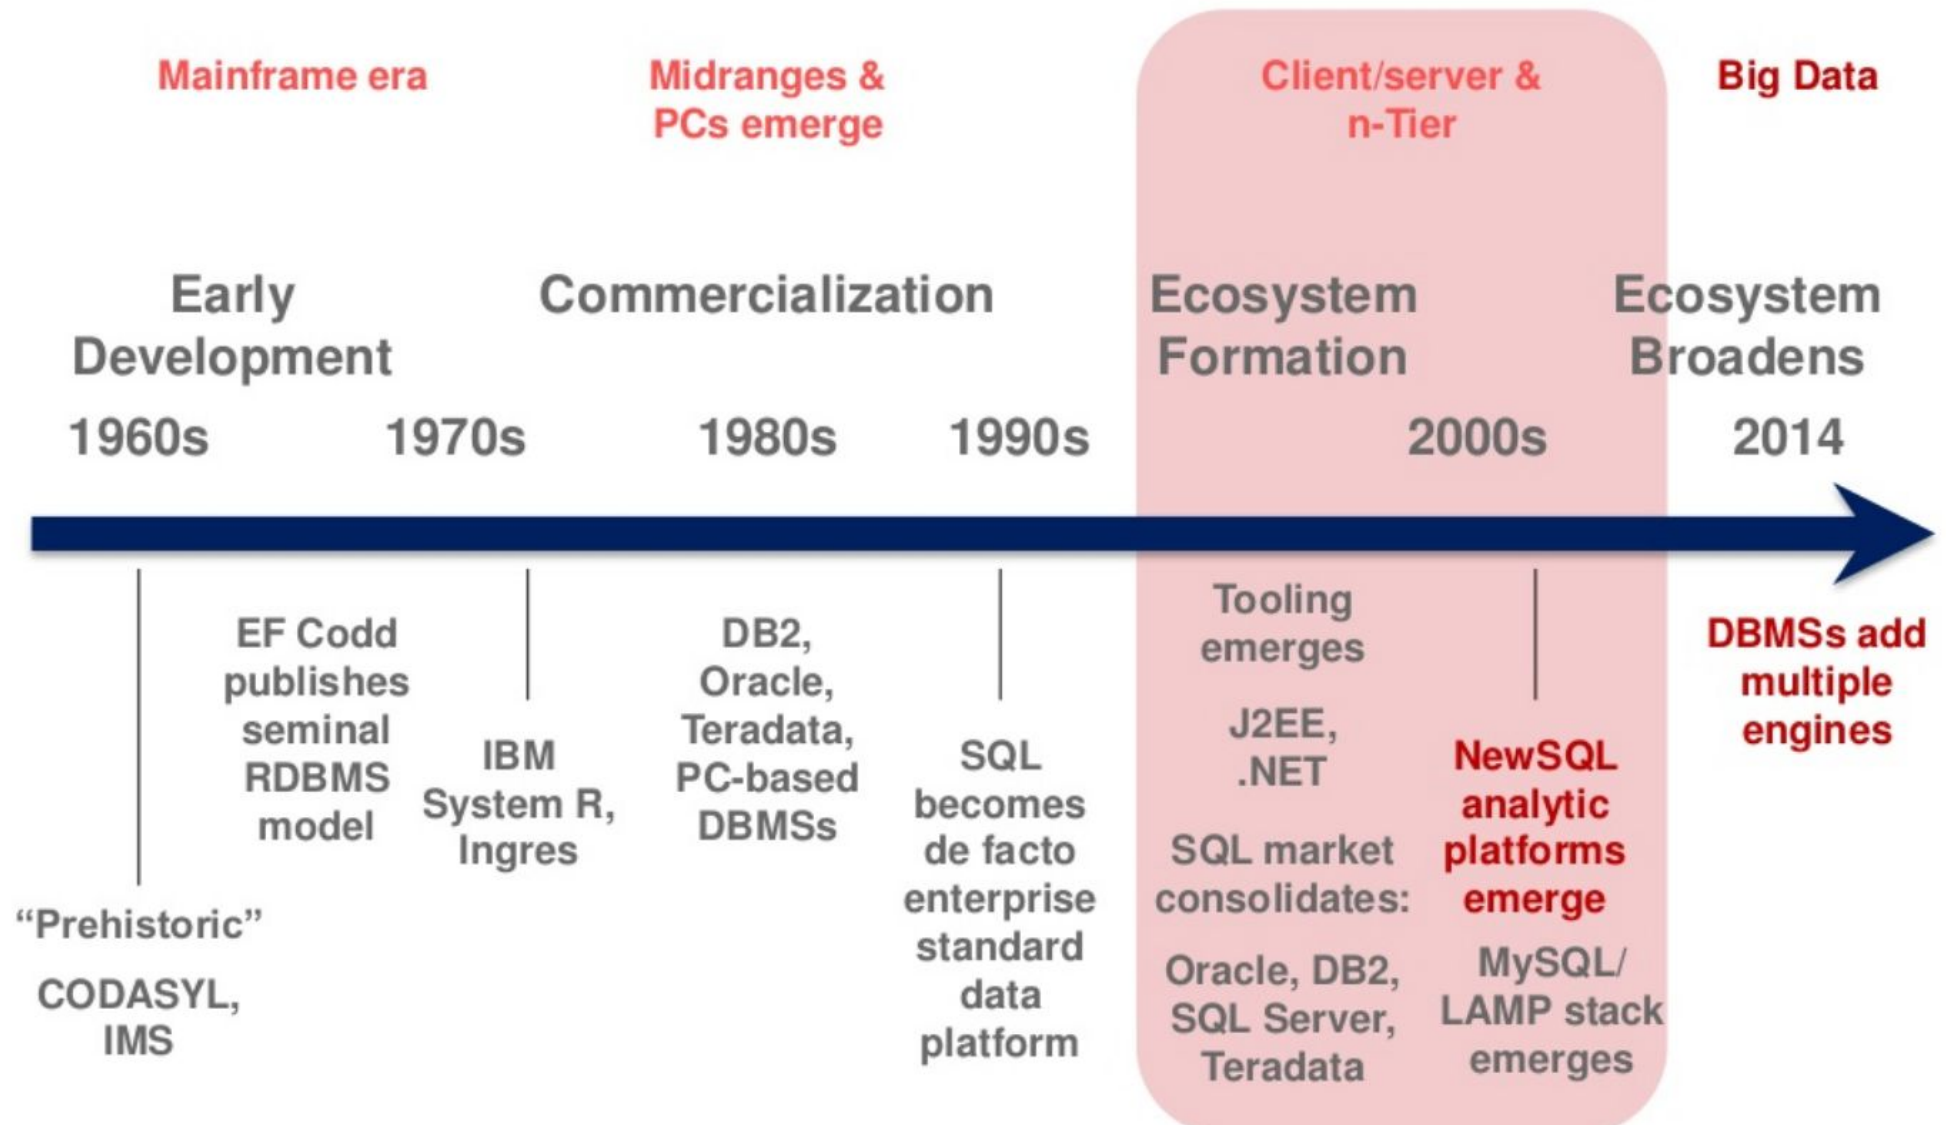 Mainframe era
Midranges &
PCs emerge
Client/server &
n-Tier
Big Data
Early
Development
Commercialization
Ecosystem
Formation
Ecosystem
Broadens
1960s
1970s
1980s
1990s
2000s
2014
“Prehistoric”
CODASYL,
IMS
EF Codd
publishes
seminal
RDBMS
model
IBM
System R,
Ingres
DB2,
Oracle,
Teradata,
PC-based
DBMSs
SQL
becomes
de facto
enterprise
standard
data
platform
Tooling
emerges
J2EE,
.NET
SQL market
consolidates:
Oracle, DB2,
SQL Server,
Teradata
NewSQL
analytic
platforms
emerge
MySQL/
LAMP stack
emerges
DBMSs add
multiple
engines